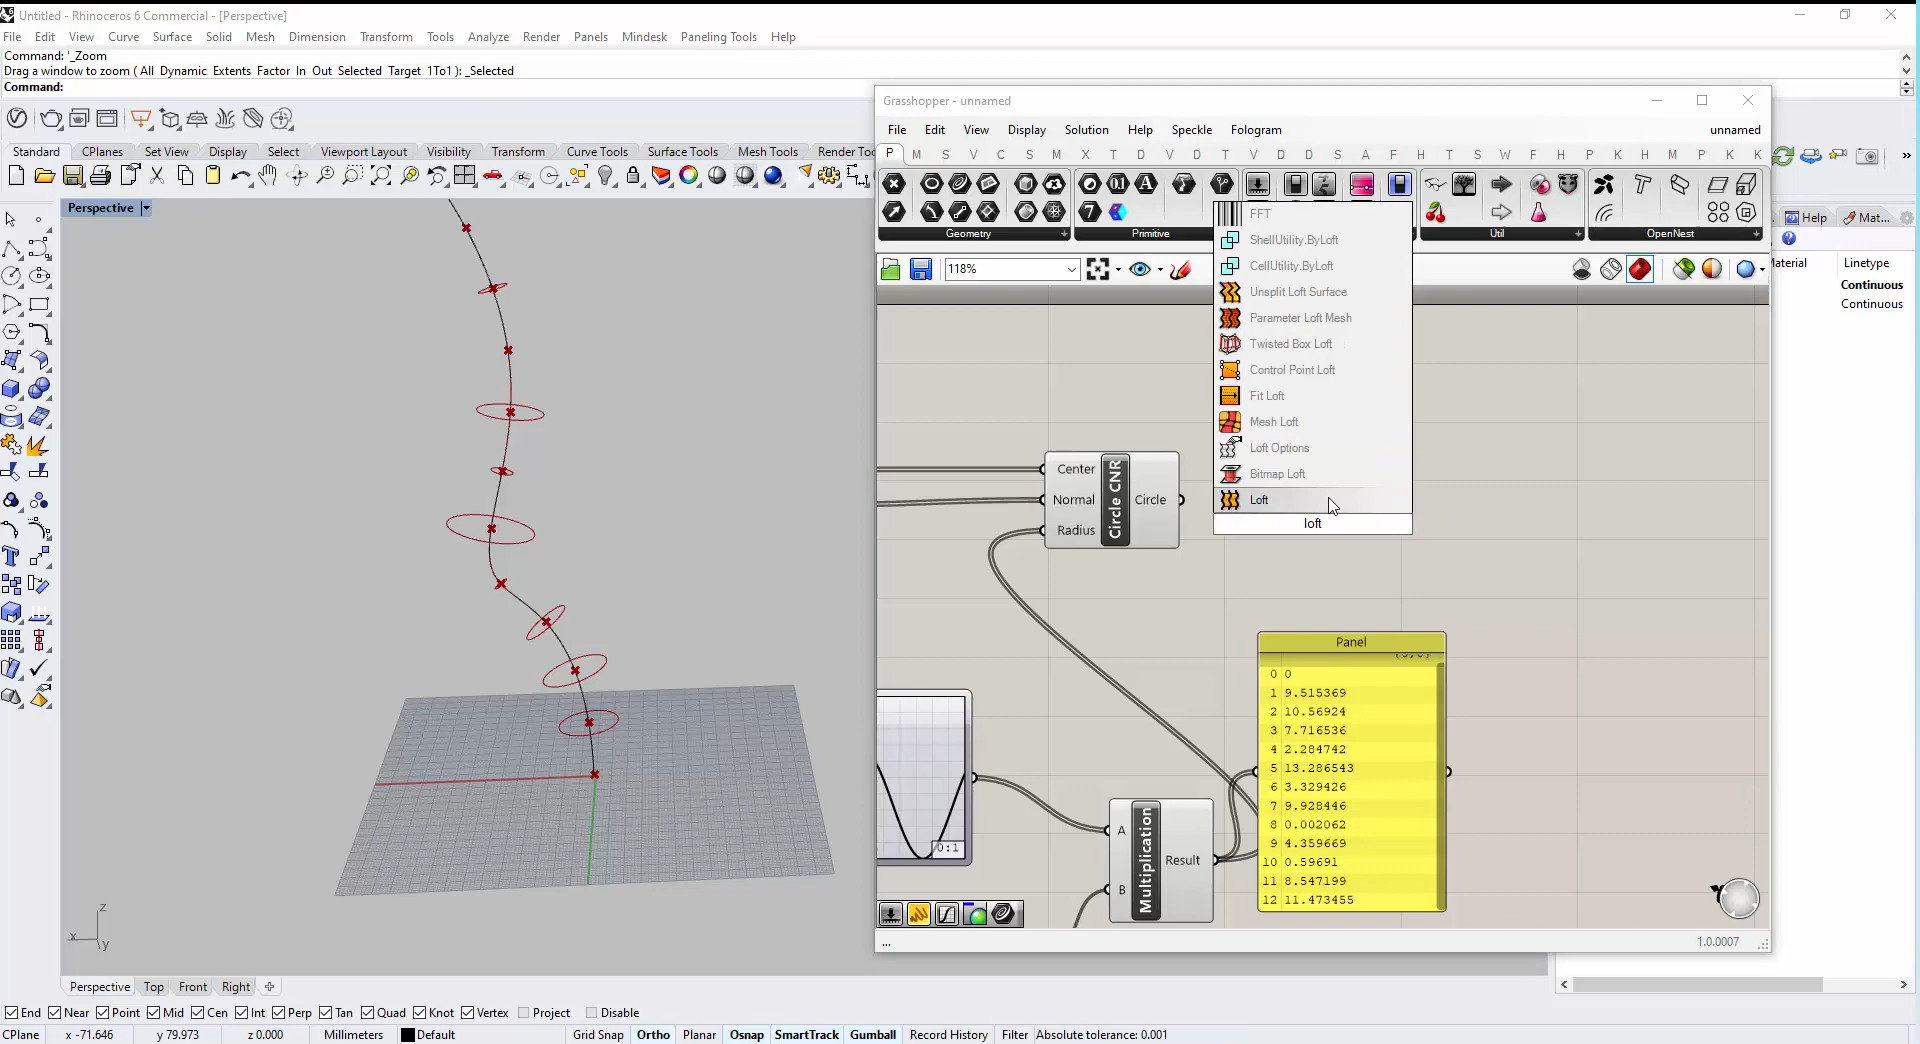 Untitled - Rhinoceros 6 Commercial - [Perspective]
File Edit View Curve Surface Solid Mesh Dimension Transform Tools Analyze Render Panels Mindesk Paneling Tools Help
Command: '_Zoom
Drag a window to zoom ( All Dynamic Extents Factor In Out Selected Target 1To1 ): _Selected
Command:
Standard CPlanes Set View Display Select Viewport Layout Visibility Transform Curve Tools Surface Tools Mesh Tools Render Too
Perspective
Grasshopper - unnamed
File Edit View Display Solution Help Speckle Fologram unnamed
P M S V C S M X T D V D T V D S A F H T S W F H P K H M P K K
Geometry Primitive Util OpenNest
118%
FFT
ShellUtility.ByLoft
CellUtility.ByLoft
Unsplit Loft Surface
Parameter Loft Mesh
Twisted Box Loft
Control Point Loft
Fit Loft
Mesh Loft
Loft Options
Bitmap Loft
Loft
loft
Center
Normal
Radius
Circle CNR
Circle
Panel
0 0
1 9.515369
2 10.56924
3 7.716536
4 2.284742
5 13.286543
6 3.329426
7 9.928446
8 0.002062
9 4.359669
10 0.59691
11 8.547199
12 11.473455
0:1
A
B
Multiplication
Result
...
1.0.0007
Help Mat...
Material Linetype
Continuous
Continuous
z
x
y
Perspective Top Front Right
End Near Point Mid Cen Int Perp Tan Quad Knot Vertex Project Disable
CPlane x -71.646 y 79.973 z 0.000 Millimeters Default Grid Snap Ortho Planar Osnap SmartTrack Gumball Record History Filter Absolute tolerance: 0.001